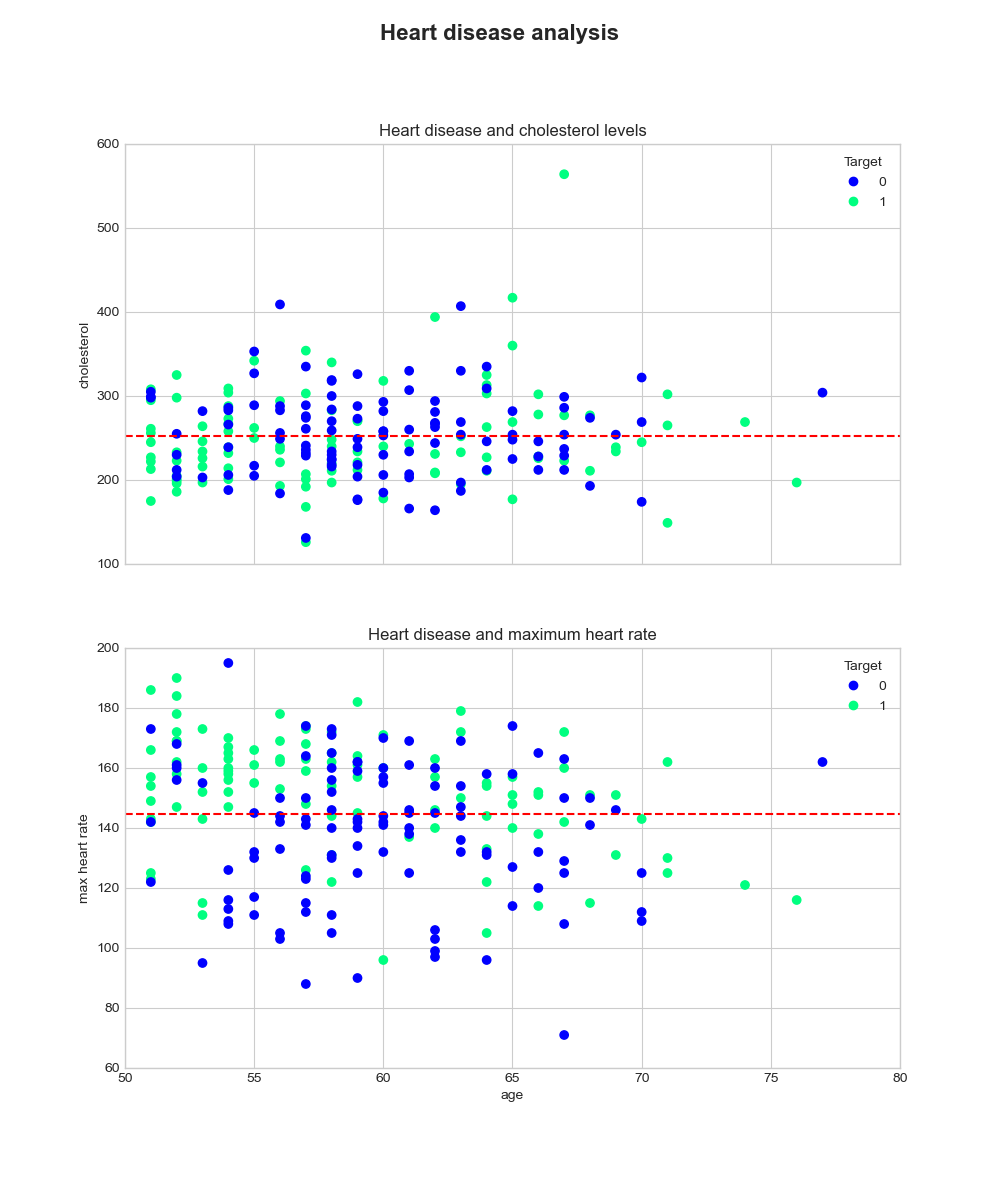 Heart disease analysis
Heart disease and cholesterol levels
600
500
400
300
200
100
cholesterol
Target
0
1
Heart disease and maximum heart rate
200
180
160
140
120
100
80
60
max heart rate
Target
0
1
50 55 60 65 70 75 80
age